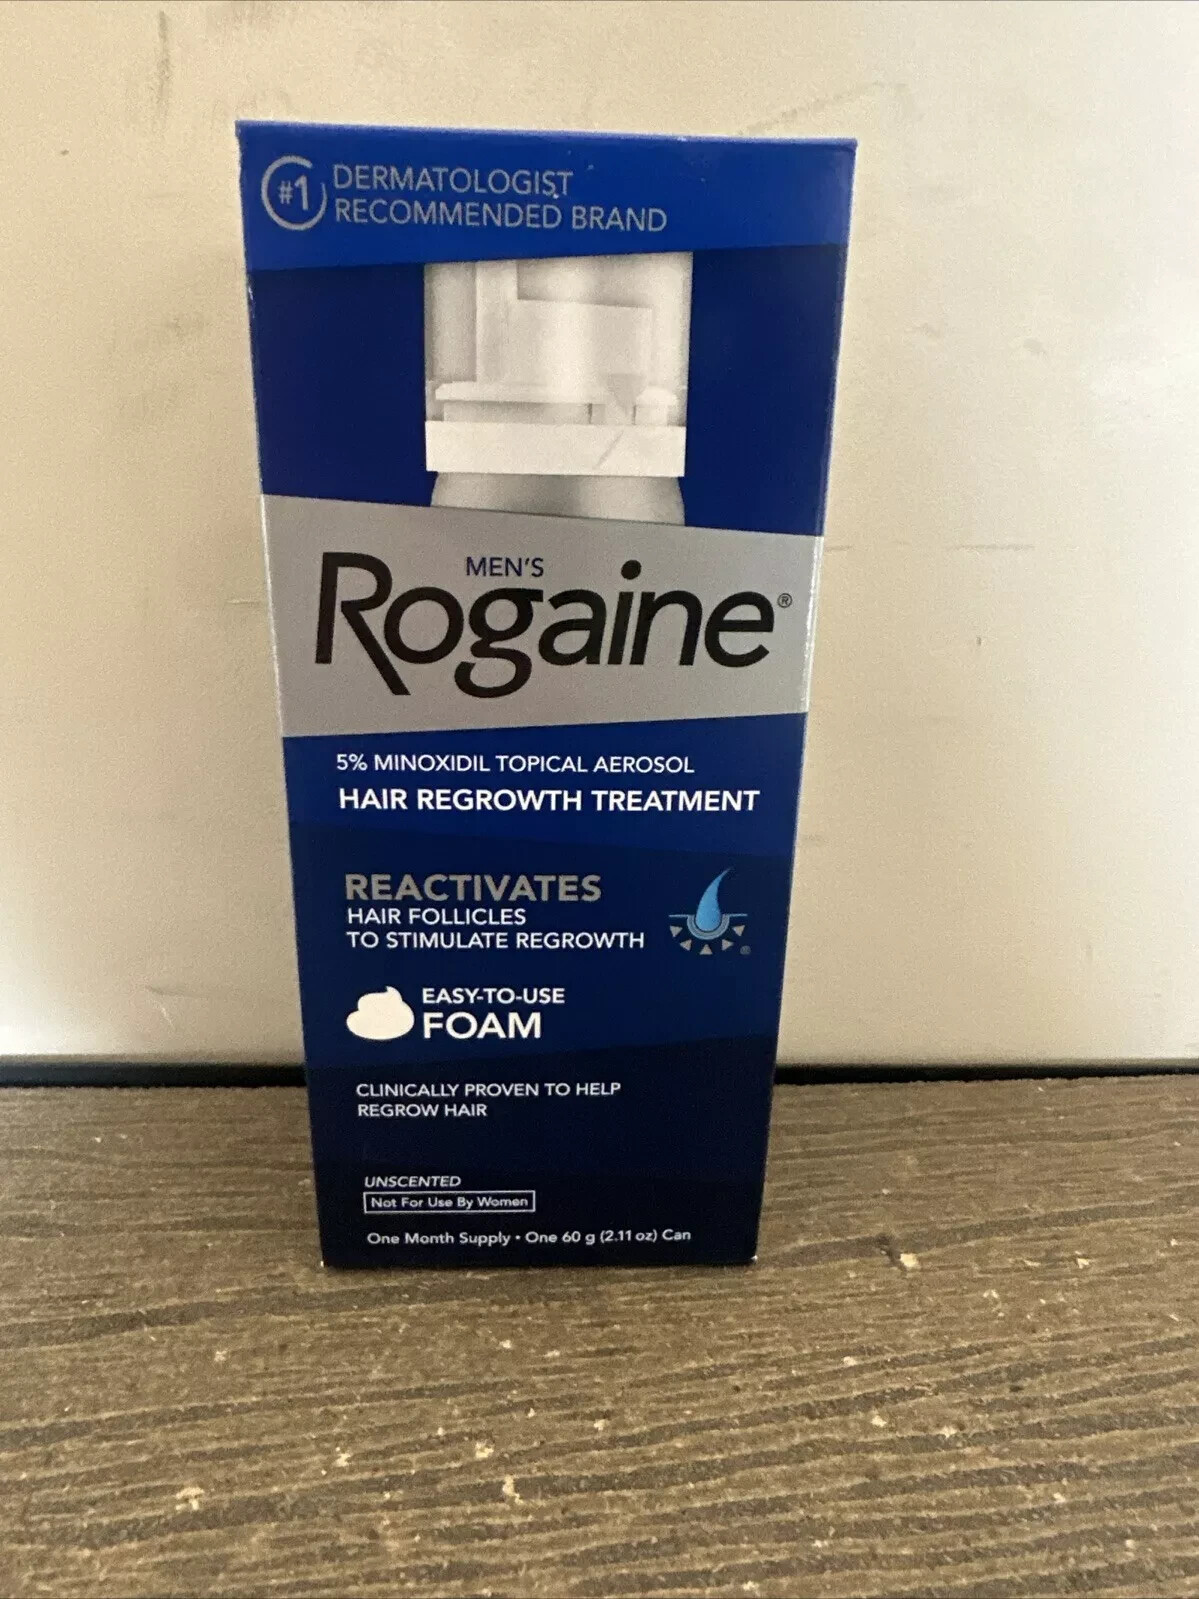 #1 DERMATOLOGIST
RECOMMENDED BRAND
MEN'S
Rogaine®
5% MINOXIDIL TOPICAL AEROSOL
HAIR REGROWTH TREATMENT
REACTIVATES
HAIR FOLLICLES
TO STIMULATE REGROWTH
®
EASY-TO-USE
FOAM
CLINICALLY PROVEN TO HELP
REGROW HAIR
UNSCENTED
Not For Use By Women
One Month Supply • One 60 g (2.11 oz) Can